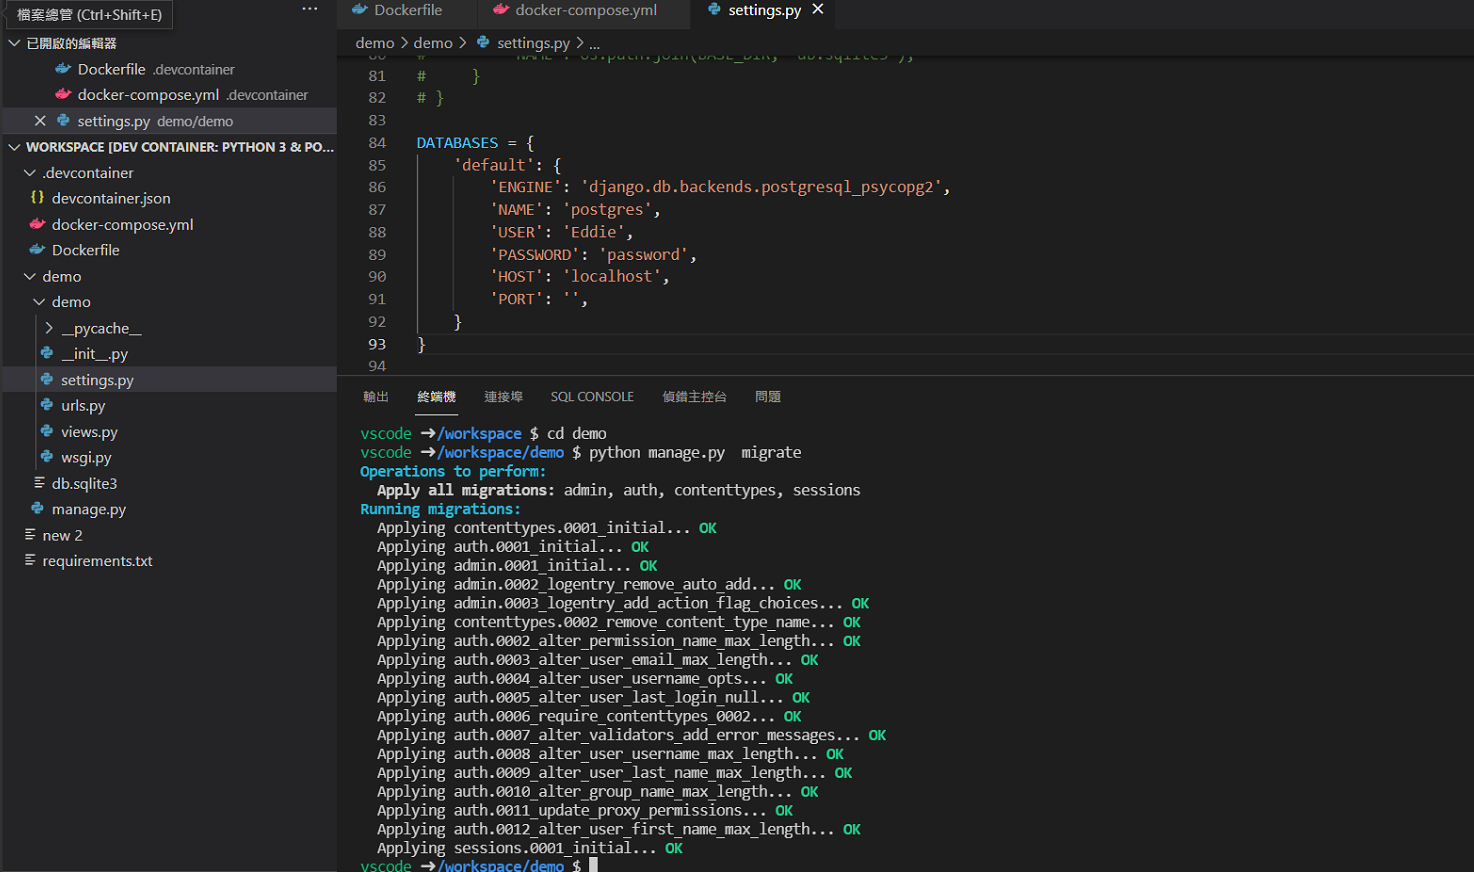 檔案總管 (Ctrl+Shift+E)
···
Dockerfile
docker-compose.yml
settings.py
已開啟的編輯器
Dockerfile .devcontainer
docker-compose.yml .devcontainer
settings.py demo/demo
WORKSPACE [DEV CONTAINER: PYTHON 3 & PO...
.devcontainer
{} devcontainer.json
docker-compose.yml
Dockerfile
demo
demo
__pycache__
__init__.py
settings.py
urls.py
views.py
wsgi.py
db.sqlite3
manage.py
new 2
requirements.txt
demo > demo > settings.py > ...
80 # 'NAME': os.path.join(BASE_DIR, 'db.sqlite3'),
81 # }
82 # }
83
84 DATABASES = {
85 'default': {
86 'ENGINE': 'django.db.backends.postgresql_psycopg2',
87 'NAME': 'postgres',
88 'USER': 'Eddie',
89 'PASSWORD': 'password',
90 'HOST': 'localhost',
91 'PORT': '',
92 }
93 }
94
輸出 終端機 連接埠 SQL CONSOLE 偵錯主控台 問題
vscode ➜/workspace $ cd demo
vscode ➜/workspace/demo $ python manage.py  migrate
Operations to perform:
Apply all migrations: admin, auth, contenttypes, sessions
Running migrations:
Applying contenttypes.0001_initial... OK
Applying auth.0001_initial... OK
Applying admin.0001_initial... OK
Applying admin.0002_logentry_remove_auto_add... OK
Applying admin.0003_logentry_add_action_flag_choices... OK
Applying contenttypes.0002_remove_content_type_name... OK
Applying auth.0002_alter_permission_name_max_length... OK
Applying auth.0003_alter_user_email_max_length... OK
Applying auth.0004_alter_user_username_opts... OK
Applying auth.0005_alter_user_last_login_null... OK
Applying auth.0006_require_contenttypes_0002... OK
Applying auth.0007_alter_validators_add_error_messages... OK
Applying auth.0008_alter_user_username_max_length... OK
Applying auth.0009_alter_user_last_name_max_length... OK
Applying auth.0010_alter_group_name_max_length... OK
Applying auth.0011_update_proxy_permissions... OK
Applying auth.0012_alter_user_first_name_max_length... OK
Applying sessions.0001_initial... OK
vscode ➜/workspace/demo $